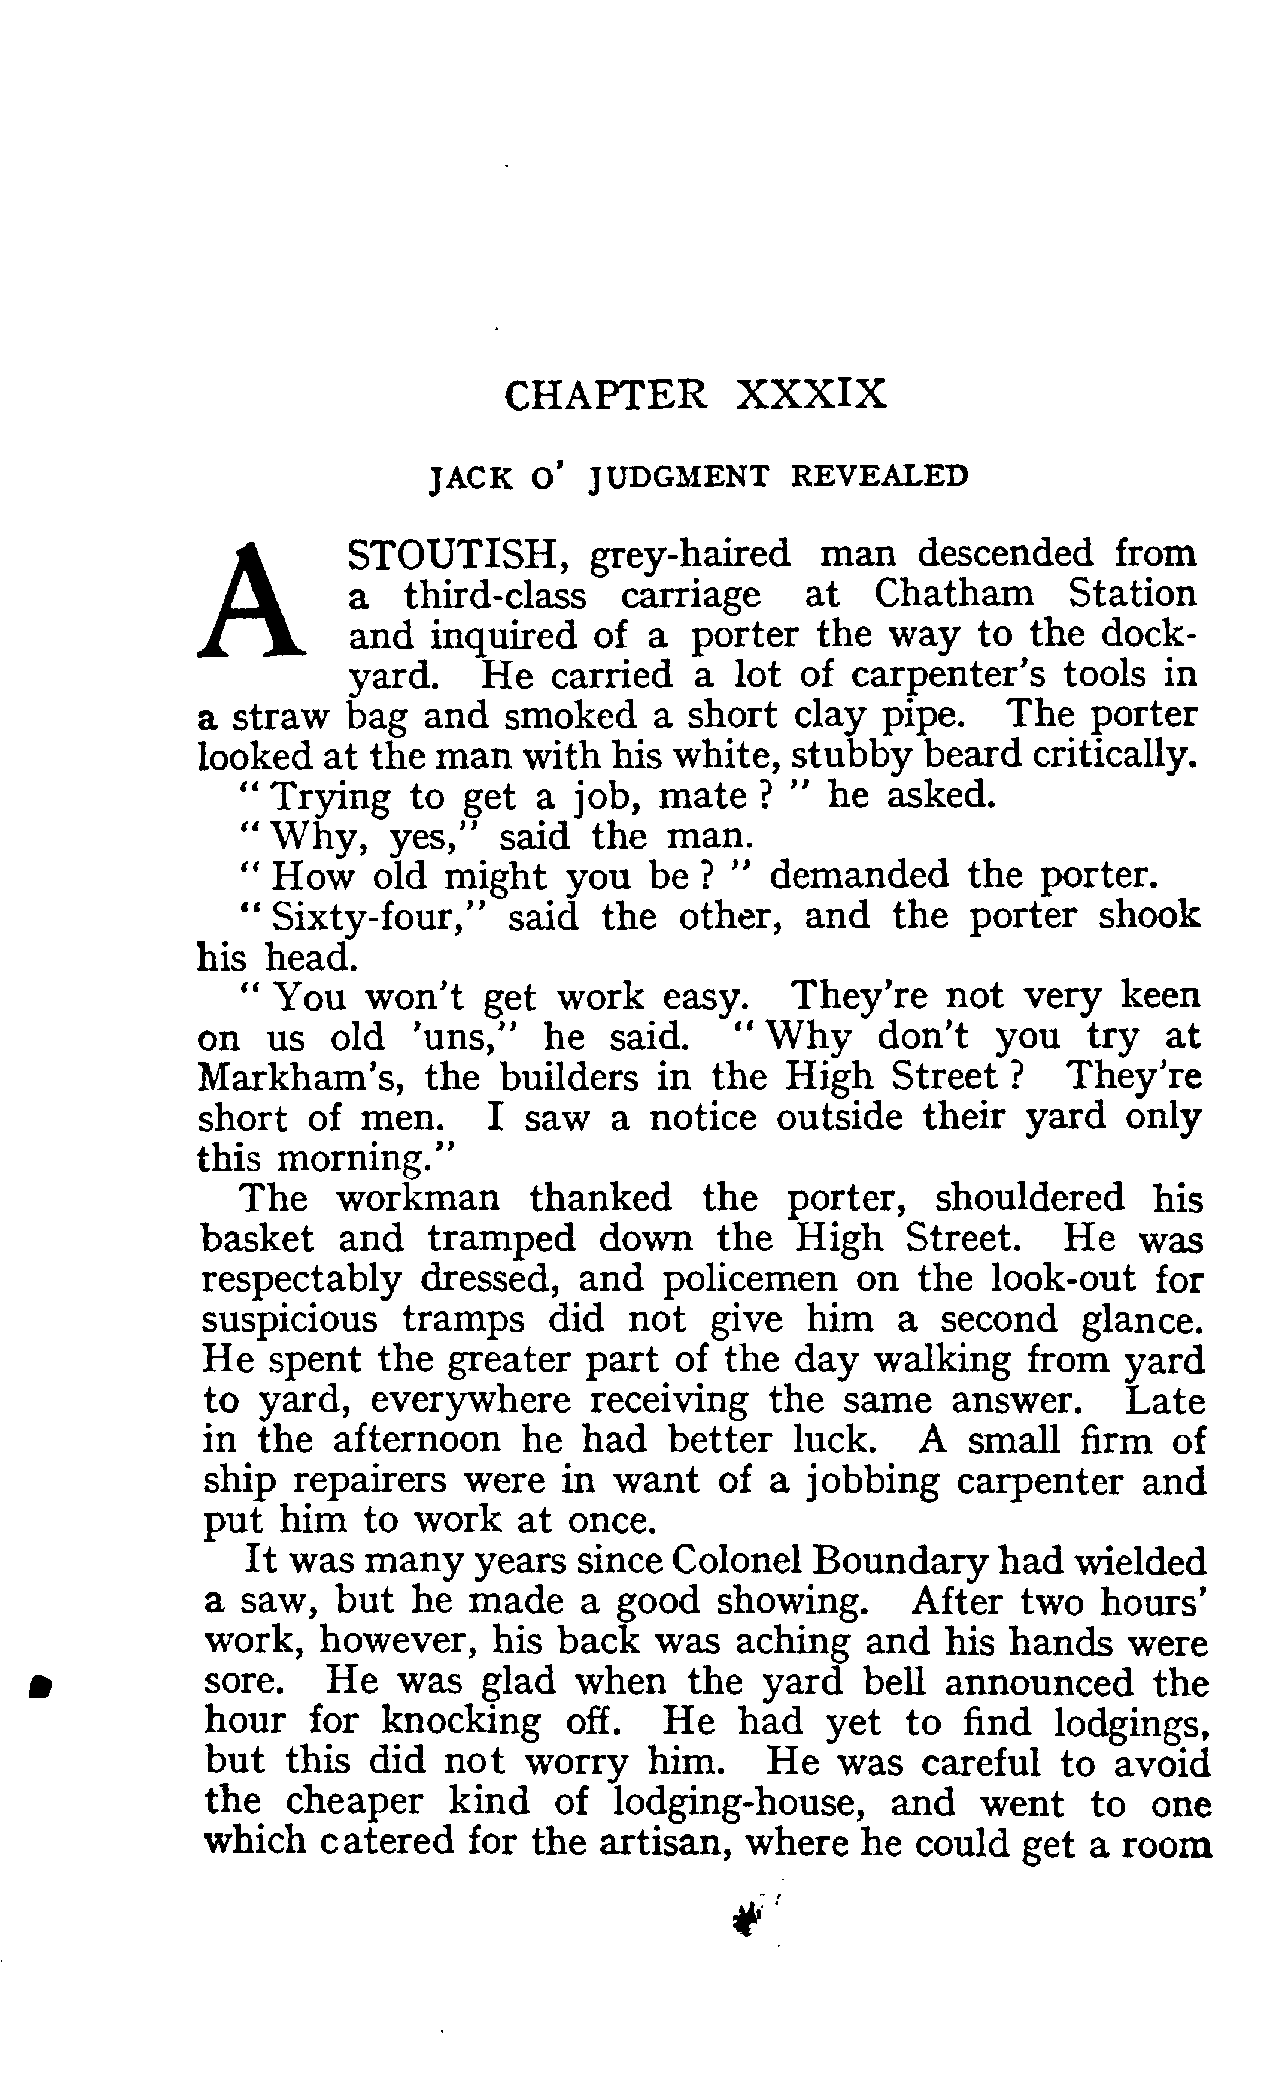 CHAPTER XXXIX
JACK O' JUDGMENT REVEALED
A STOUTISH, grey-haired man descended from
a third-class carriage at Chatham Station
and inquired of a porter the way to the dock-
yard. He carried a lot of carpenter's tools in
a straw bag and smoked a short clay pipe. The porter
looked at the man with his white, stubby beard critically.
"Trying to get a job, mate ? " he asked.
"Why, yes," said the man.
"How old might you be ? " demanded the porter.
"Sixty-four," said the other, and the porter shook
his head.
"You won't get work easy. They're not very keen
on us old 'uns," he said. "Why don't you try at
Markham's, the builders in the High Street ? They're
short of men. I saw a notice outside their yard only
this morning."
The workman thanked the porter, shouldered his
basket and tramped down the High Street. He was
respectably dressed, and policemen on the look-out for
suspicious tramps did not give him a second glance.
He spent the greater part of the day walking from yard
to yard, everywhere receiving the same answer. Late
in the afternoon he had better luck. A small firm of
ship repairers were in want of a jobbing carpenter and
put him to work at once.
It was many years since Colonel Boundary had wielded
a saw, but he made a good showing. After two hours'
work, however, his back was aching and his hands were
sore. He was glad when the yard bell announced the
hour for knocking off. He had yet to find lodgings,
but this did not worry him. He was careful to avoid
the cheaper kind of lodging-house, and went to one
which catered for the artisan, where he could get a room